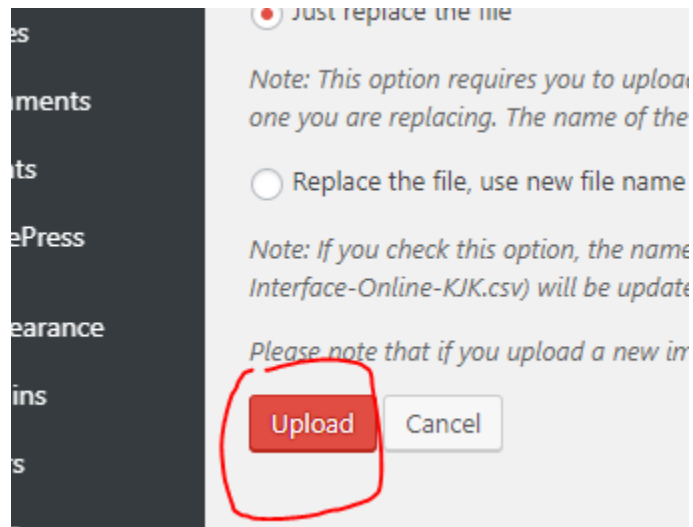 es
ments
ts
ePress
earance
ins
s
Just replace the file
Note: This option requires you to upload
one you are replacing. The name of the
Replace the file, use new file name
Note: If you check this option, the name
Interface-Online-KJK.csv) will be update
Please note that if you upload a new im
Upload
Cancel